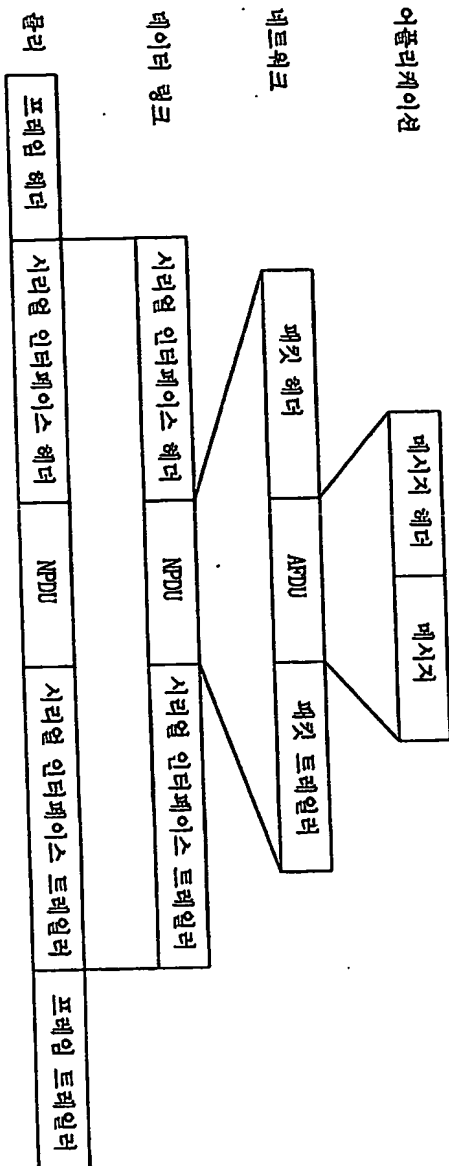 어플리케이션
메시지 헤더
메시지
네트워크
패킷 헤더
APDU
패킷 트레일러
데이터 링크
시리얼 인터페이스 헤더
NPDU
시리얼 인터페이스 트레일러
물리
프레임 헤더
시리얼 인터페이스 헤더
NPDU
시리얼 인터페이스 트레일러
프레임 트레일러